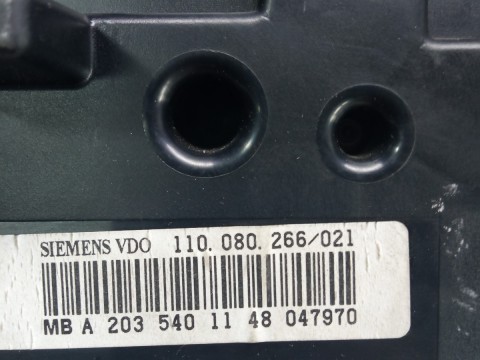 SIEMENS VDO 110.080.266/021
MB A 203 540 11 48 047970